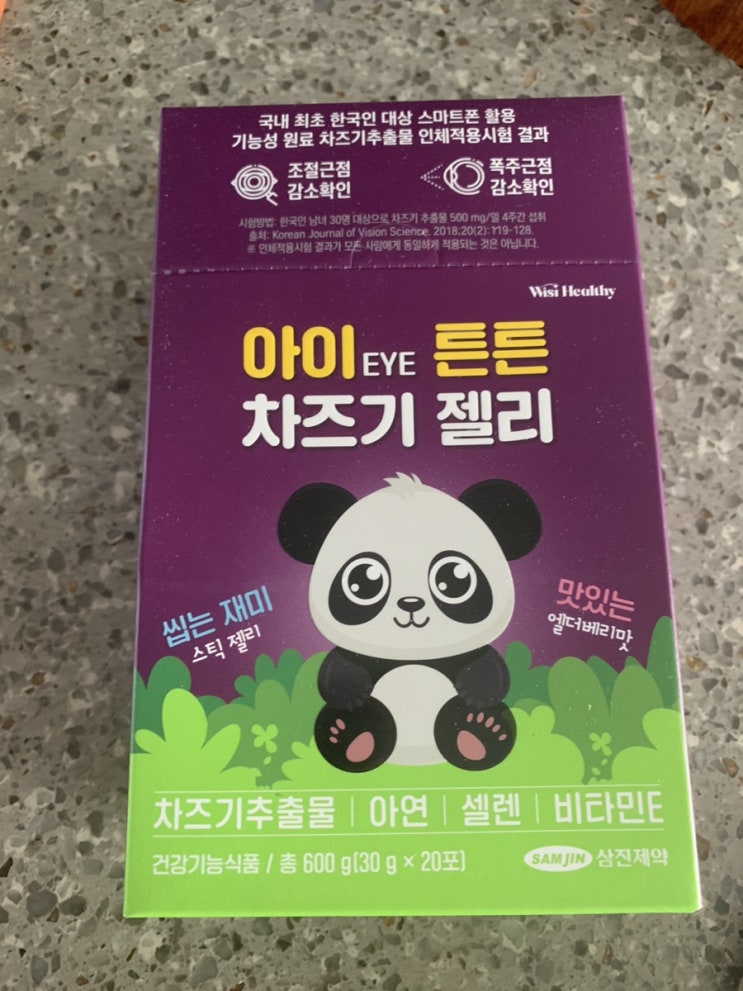 국내 최초 한국인 대상 스마트폰 활용
기능성 원료 차즈기추출물 인체적용시험 결과
조절근점
감소확인
폭주근점
감소확인
시험방법: 한국인 남녀 30명 대상으로 차즈기 추출물 500 mg/일 4주간 섭취
출처: Korean Journal of Vision Science, 2018;20(2): 119-128.
※ 인체적용시험 결과가 모든 사람에게 동일하게 적용되는 것은 아닙니다.
Wisi Healthy
아이 EYE 튼튼
차즈기 젤리
씹는 재미
스틱 젤리
맛있는
엘더베리맛
차즈기추출물 | 아연 | 셀렌 | 비타민E
건강기능식품 / 총 600 g(30 g × 20포)
SAMJIN 삼진제약